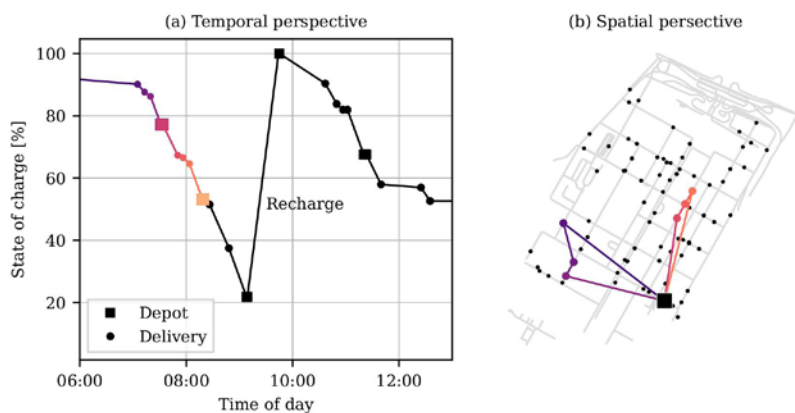 (a) Temporal perspective
(b) Spatial persective
100
80
60
40
20
State of charge [%]
Recharge
Depot
Delivery
06:00 08:00 10:00 12:00
Time of day